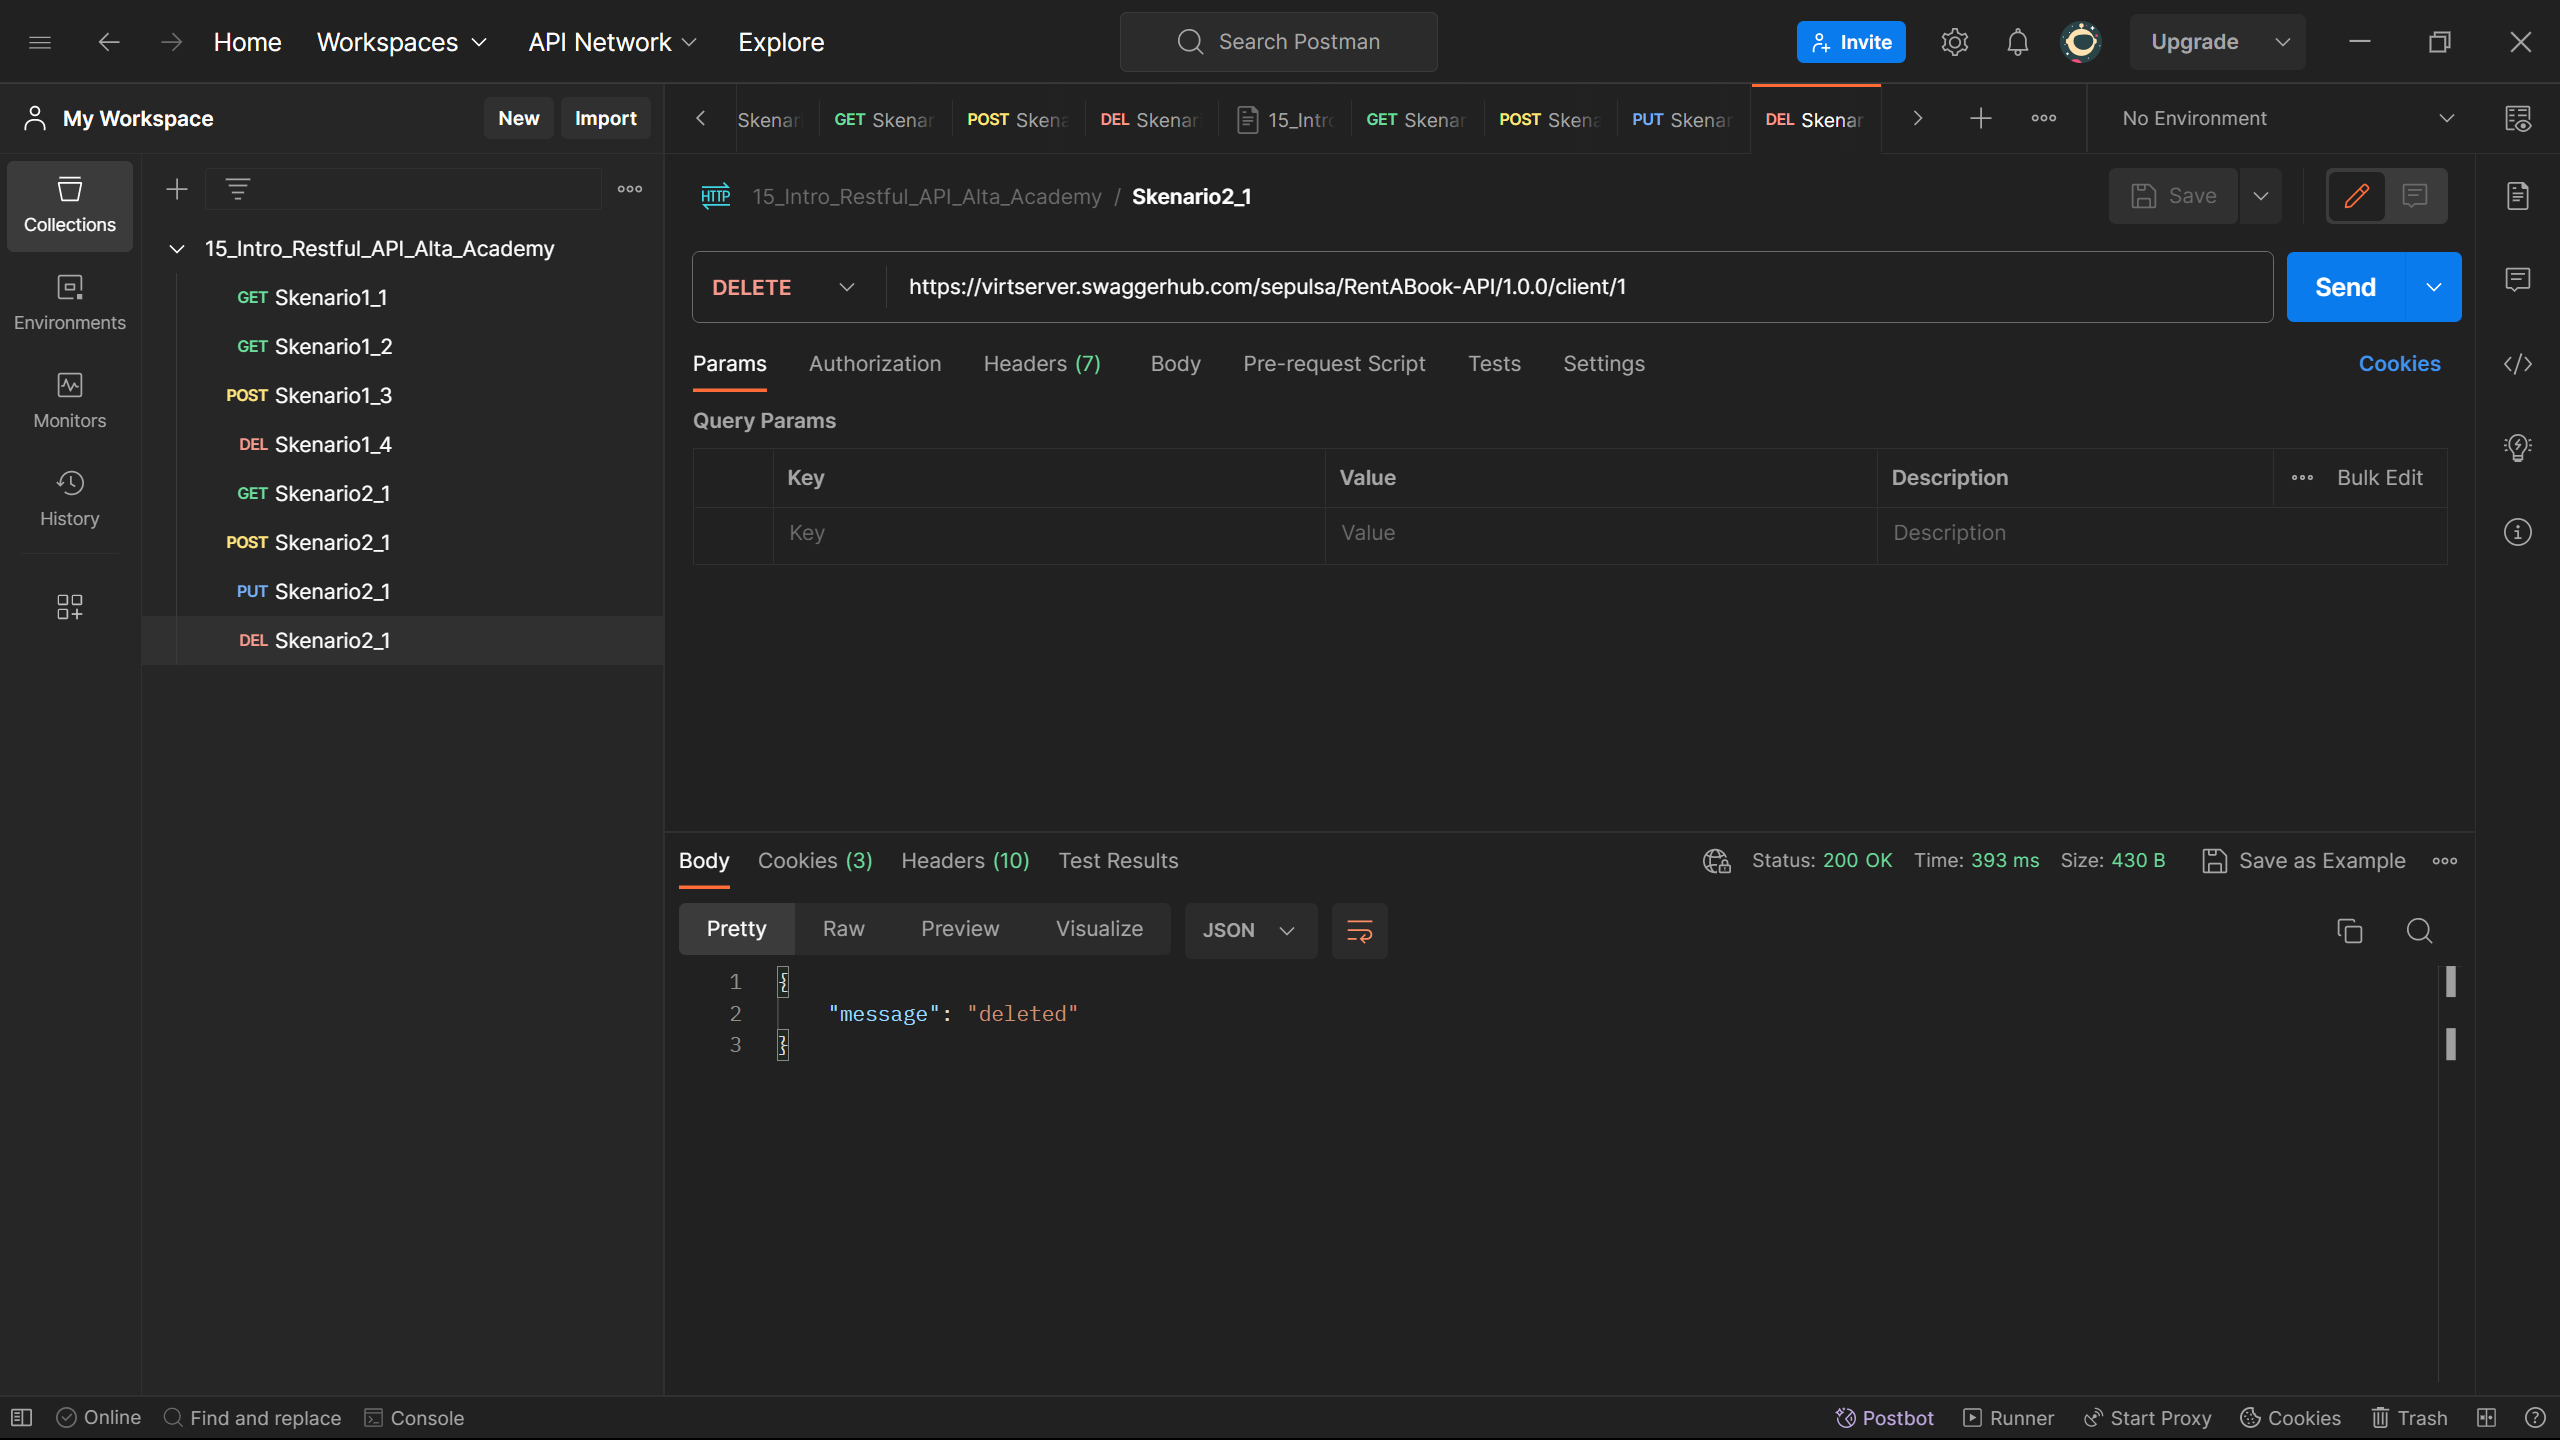 Home Workspaces API Network Explore Search Postman Invite Upgrade
My Workspace New Import
Skenar GET Skenar POST Skena DEL Skenar 15_Intro GET Skenar POST Skena PUT Skenar DEL Skenar No Environment
Collections
Environments
Monitors
History
15_Intro_Restful_API_Alta_Academy
GET Skenario1_1
GET Skenario1_2
POST Skenario1_3
DEL Skenario1_4
GET Skenario2_1
POST Skenario2_1
PUT Skenario2_1
DEL Skenario2_1
HTTP 15_Intro_Restful_API_Alta_Academy / Skenario2_1 Save
DELETE https://virtserver.swaggerhub.com/sepulsa/RentABook-API/1.0.0/client/1 Send
Params Authorization Headers (7) Body Pre-request Script Tests Settings Cookies
Query Params
Key Value Description Bulk Edit
Key Value Description
Body Cookies (3) Headers (10) Test Results Status: 200 OK Time: 393 ms Size: 430 B Save as Example
Pretty Raw Preview Visualize JSON
1 {
2 "message": "deleted"
3 }
Online Find and replace Console Postbot Runner Start Proxy Cookies Trash